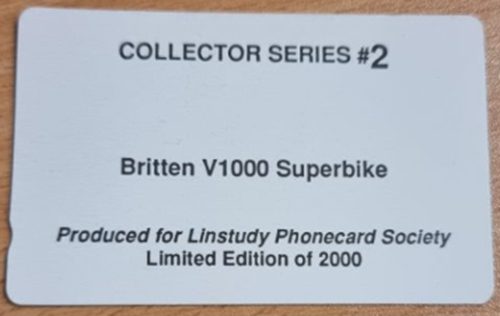 COLLECTOR SERIES #2
Britten V1000 Superbike
Produced for Linstudy Phonecard Society
Limited Edition of 2000